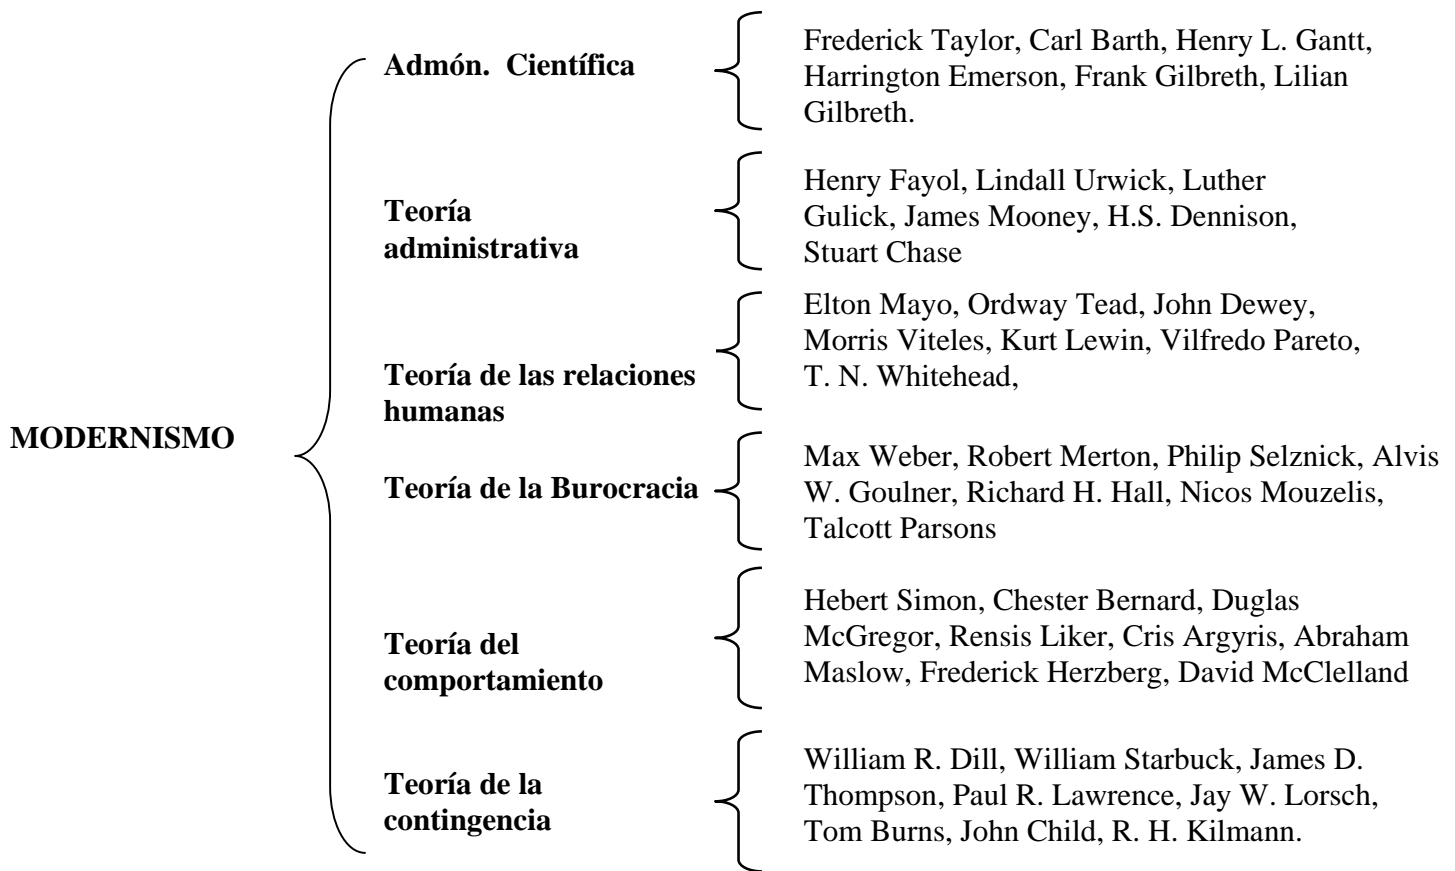 MODERNISMO
Admón. Científica
Frederick Taylor, Carl Barth, Henry L. Gantt,
Harrington Emerson, Frank Gilbreth, Lilian
Gilbreth.
Teoría
administrativa
Henry Fayol, Lindall Urwick, Luther
Gulick, James Mooney, H.S. Dennison,
Stuart Chase
Teoría de las relaciones
humanas
Elton Mayo, Ordway Tead, John Dewey,
Morris Viteles, Kurt Lewin, Vilfredo Pareto,
T. N. Whitehead,
Teoría de la Burocracia
Max Weber, Robert Merton, Philip Selznick, Alvis
W. Goulner, Richard H. Hall, Nicos Mouzelis,
Talcott Parsons
Teoría del
comportamiento
Hebert Simon, Chester Bernard, Duglas
McGregor, Rensis Liker, Cris Argyris, Abraham
Maslow, Frederick Herzberg, David McClelland
Teoría de la
contingencia
William R. Dill, William Starbuck, James D.
Thompson, Paul R. Lawrence, Jay W. Lorsch,
Tom Burns, John Child, R. H. Kilmann.